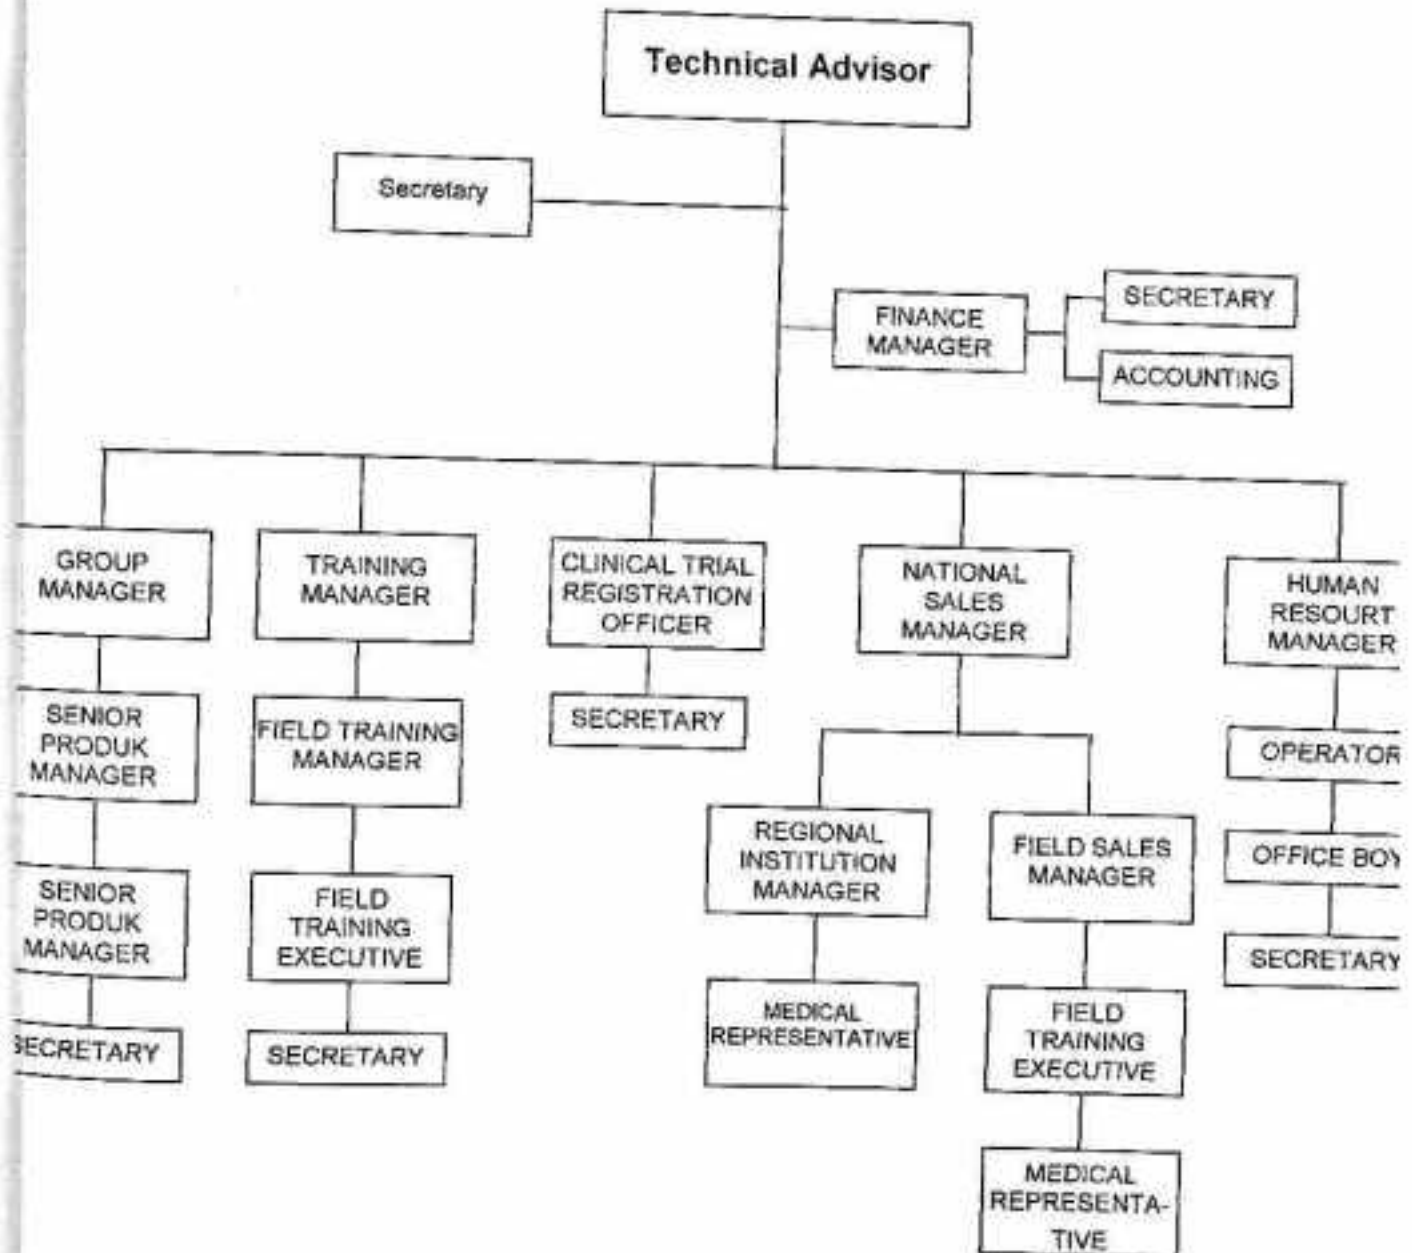 Technical Advisor
Secretary
SECRETARY
FINANCE
MANAGER
ACCOUNTING
GROUP
MANAGER
TRAINING
MANAGER
CLINICAL TRIAL
REGISTRATION
OFFICER
NATIONAL
SALES
MANAGER
HUMAN
RESOURT
MANAGER
SENIOR
PRODUK
MANAGER
FIELD TRAINING
MANAGER
SECRETARY
OPERATOR
REGIONAL
INSTITUTION
MANAGER
FIELD SALES
MANAGER
OFFICE BOY
SENIOR
PRODUK
MANAGER
FIELD
TRAINING
EXECUTIVE
SECRETARY
MEDICAL
REPRESENTATIVE
FIELD
TRAINING
EXECUTIVE
SECRETARY
SECRETARY
MEDICAL
REPRESENTA-
TIVE